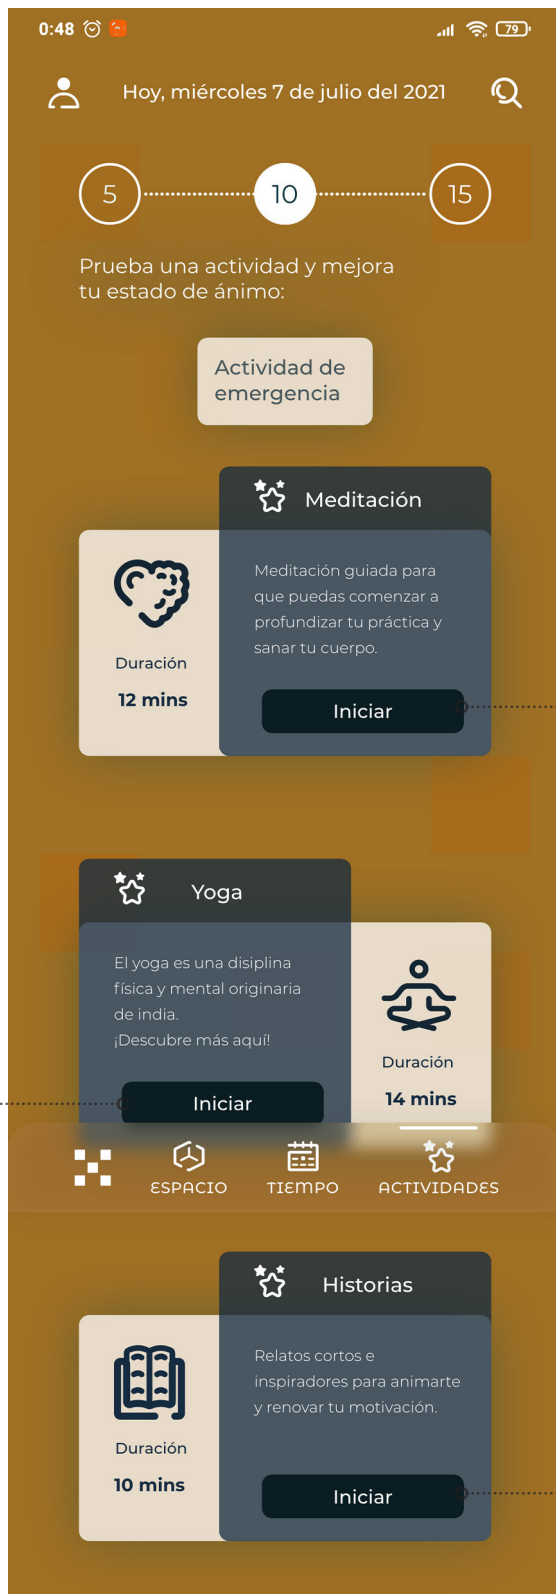 0:48
79
Hoy, miércoles 7 de julio del 2021
5
10
15
Prueba una actividad y mejora
tu estado de ánimo:
Actividad de
emergencia
Meditación
Meditación guiada para
que puedas comenzar a
profundizar tu práctica y
sanar tu cuerpo.
Duración
12 mins
Iniciar
Yoga
El yoga es una disiplina
física y mental originaria
de india.
¡Descubre más aquí!
Duración
14 mins
Iniciar
ESPACIO
TIEMPO
ACTIVIDADES
Historias
Relatos cortos e
inspiradores para animarte
y renovar tu motivación.
Duración
10 mins
Iniciar